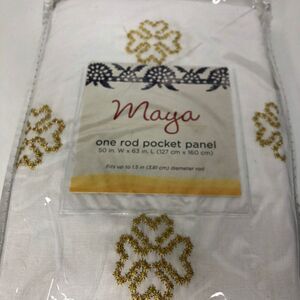 Maya
one rod pocket panel
50 in. W x 63 in. L (127 cm x 160 cm)
Fits up to 1.5 in (3.81 cm) diameter rod